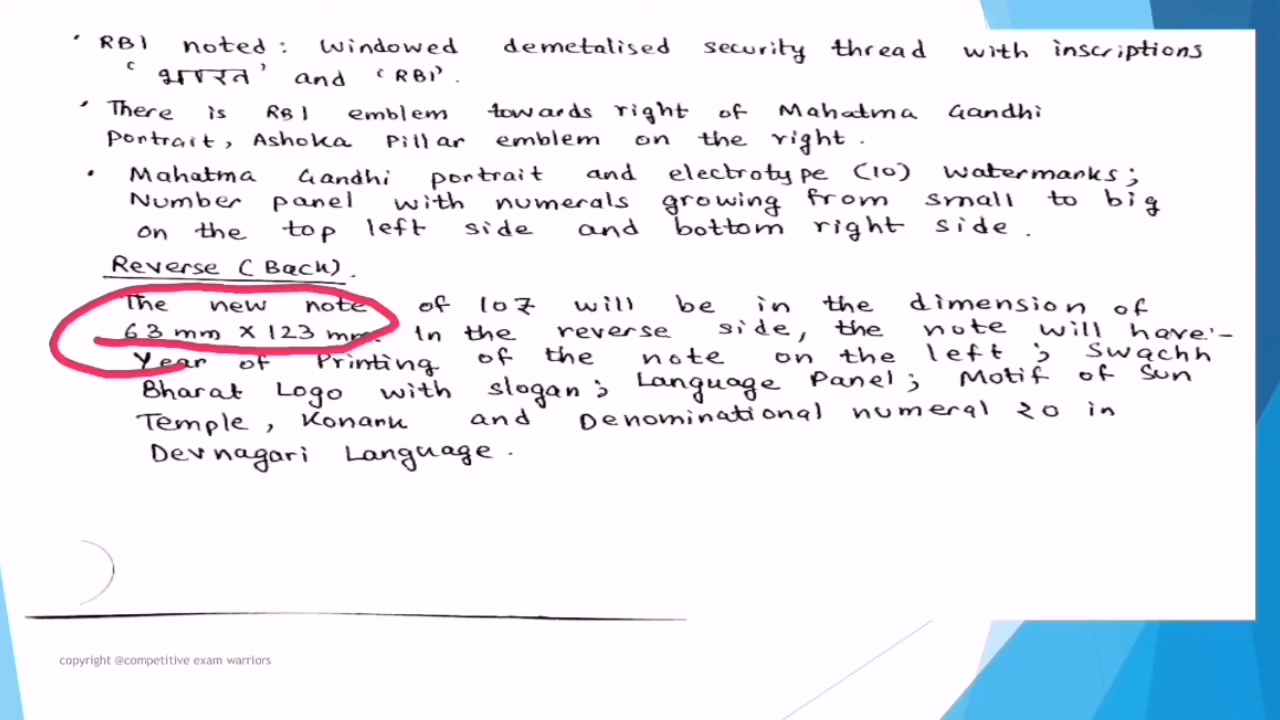 • RBI noted: windowed demetalised security thread with inscriptions
‘भारत’ and ‘RBI’.
• There is RBI emblem towards right of Mahatma Gandhi
Portrait, Ashoka Pillar emblem on the right.
• Mahatma Gandhi portrait and electrotype (10) watermarks;
Number panel with numerals growing from small to big
on the top left side and bottom right side.
Reverse (Back).
The new note of 10₹ will be in the dimension of
63 mm × 123 mm. In the reverse side, the note will have:-
Year of Printing of the note on the left; Swachh
Bharat Logo with slogan; Language Panel; Motif of Sun
Temple, Konark and Denominational numeral २० in
Devnagari Language.
copyright @competitive exam warriors